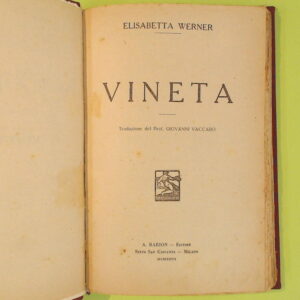 ELISABETTA WERNER
VINETA
Traduzione del Prof. GIOVANNI VACCARO
A. BARION — Editore
Sesto San Giovanni — Milano